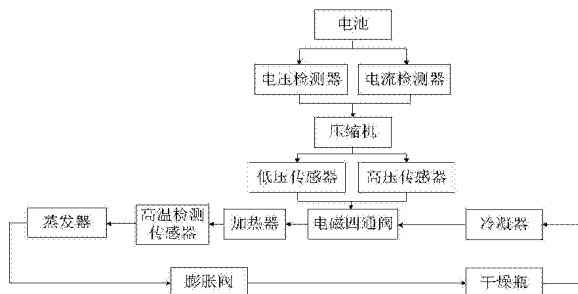 电池
电压检测器
电流检测器
压缩机
低压传感器
高压传感器
蒸发器
高温检测
传感器
加热器
电磁四通阀
冷凝器
膨胀阀
干燥瓶